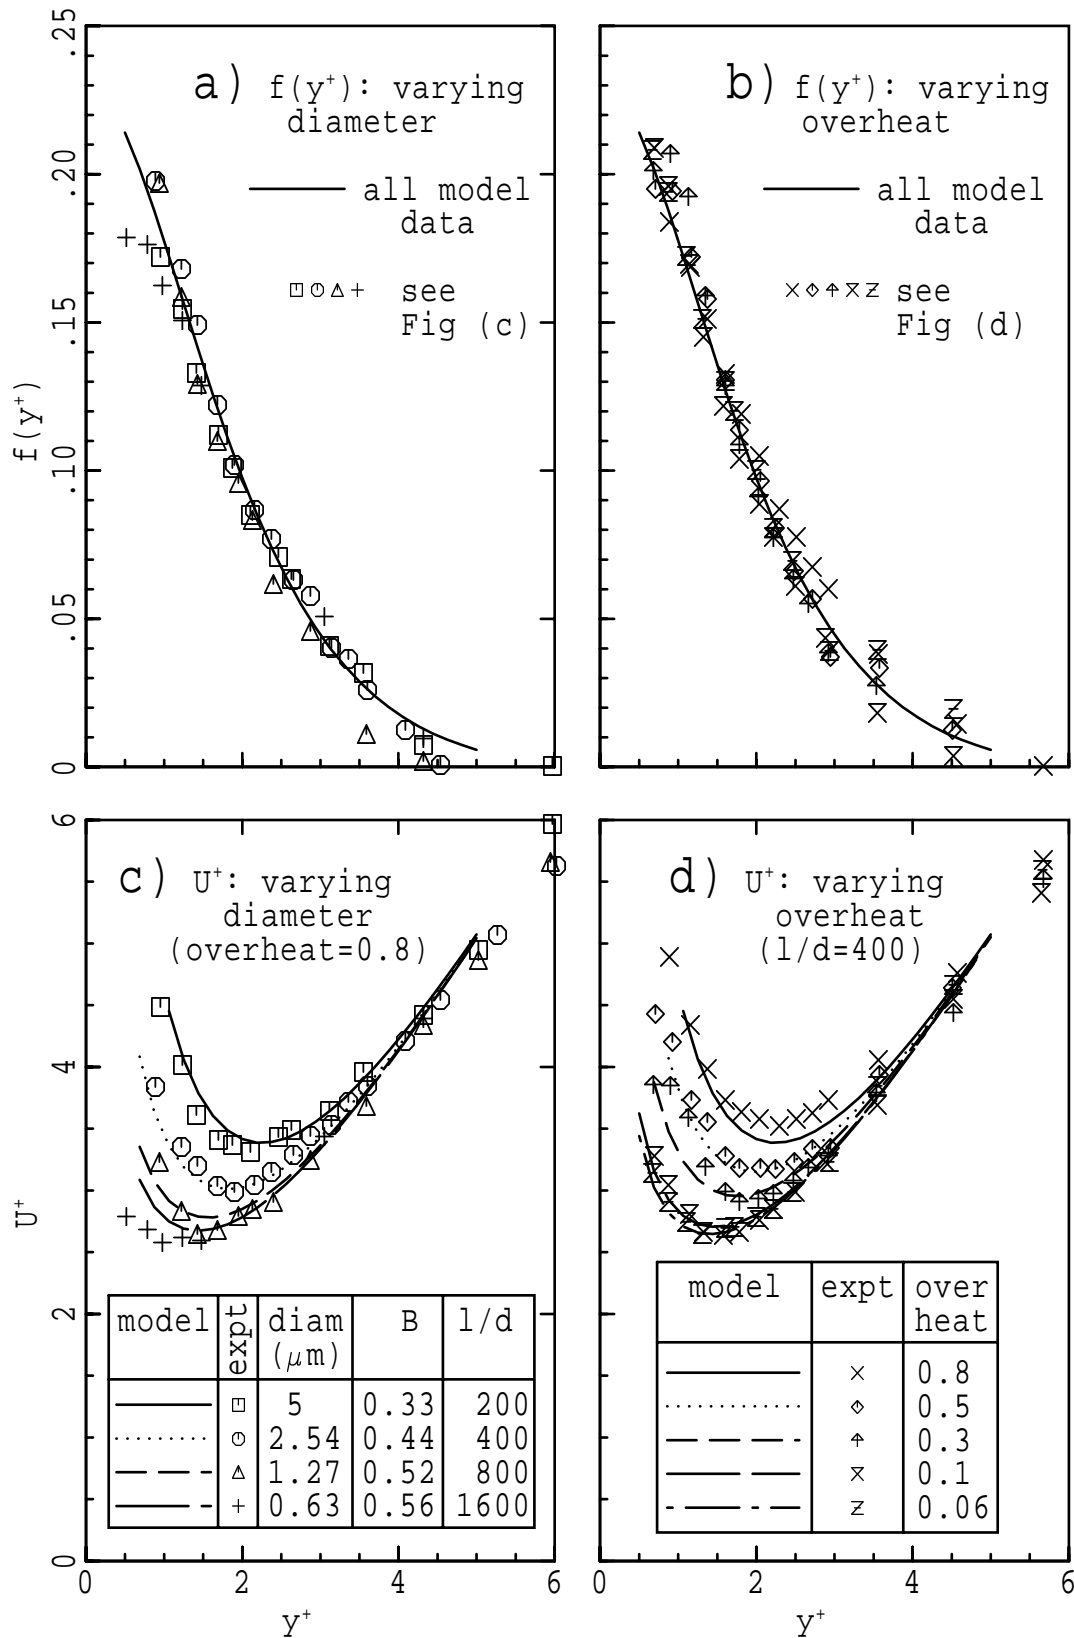 .25
.20
.15
.10
.05
0
f(y⁺)
a) f(y⁺): varying
diameter
all model
data
see
Fig (c)
b) f(y⁺): varying
overheat
all model
data
see
Fig (d)
6
4
2
0
U⁺
c) U⁺: varying
diameter
(overheat=0.8)
model expt diam B l/d
(μm)
5 0.33 200
2.54 0.44 400
1.27 0.52 800
0.63 0.56 1600
0 2 4 6
y⁺
d) U⁺: varying
overheat
(l/d=400)
model expt over
heat
0.8
0.5
0.3
0.1
0.06
0 2 4 6
y⁺